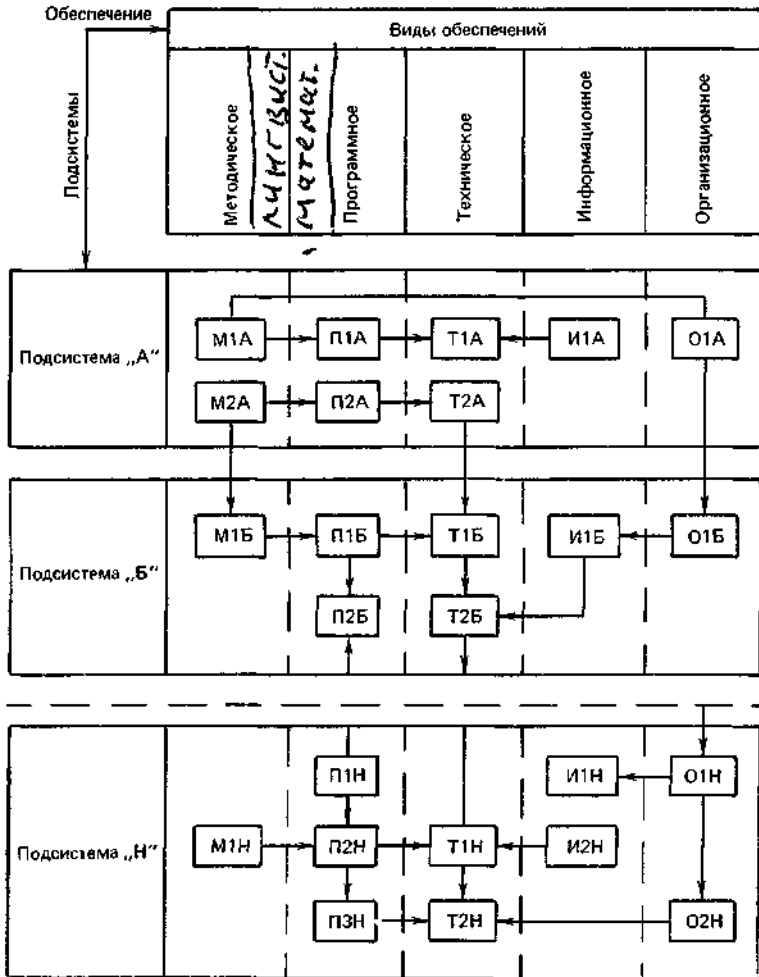 Обеспечение
Виды обеспечений
Подсистемы
Методическое
лингвист.
математ.
Программное
Техническое
Информационное
Организационное
Подсистема „А"
М1А П1А Т1А И1А О1А
М2А П2А Т2А
Подсистема „Б"
М1Б П1Б Т1Б И1Б О1Б
П2Б Т2Б
Подсистема „Н"
П1Н И1Н О1Н
М1Н П2Н Т1Н И2Н
П3Н Т2Н О2Н